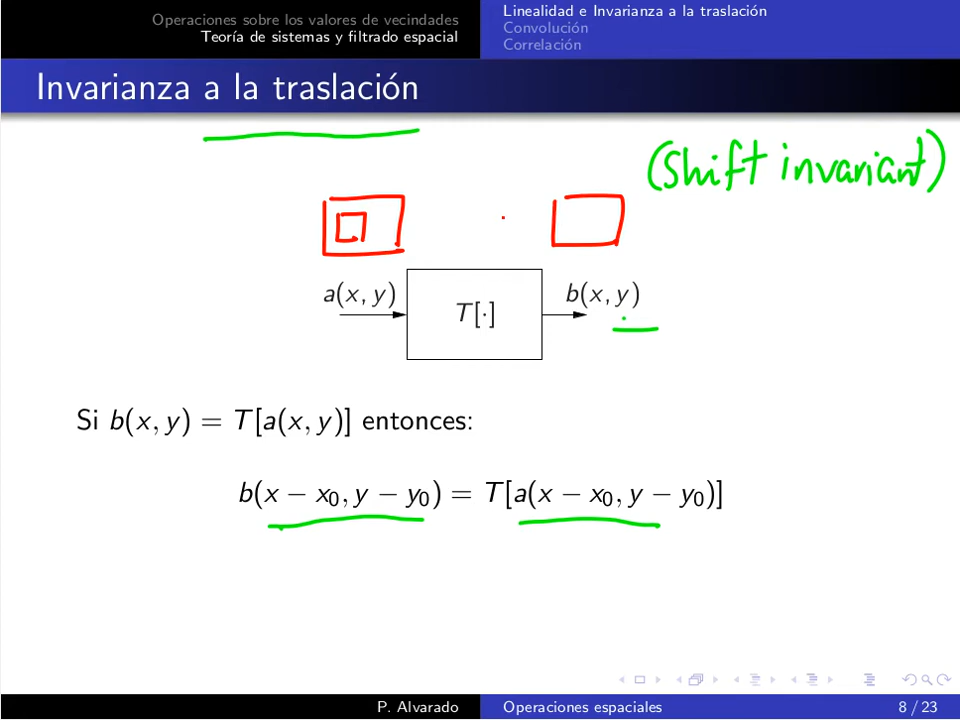 Operaciones sobre los valores de vecindades
Teoría de sistemas y filtrado espacial
Linealidad e Invarianza a la traslación
Convolución
Correlación
Invarianza a la traslación
(Shift invariant)
a(x, y)
T[·]
b(x, y)
Si b(x, y) = T[a(x, y)] entonces:
b(x − x₀, y − y₀) = T[a(x − x₀, y − y₀)]
P. Alvarado
Operaciones espaciales
8 / 23